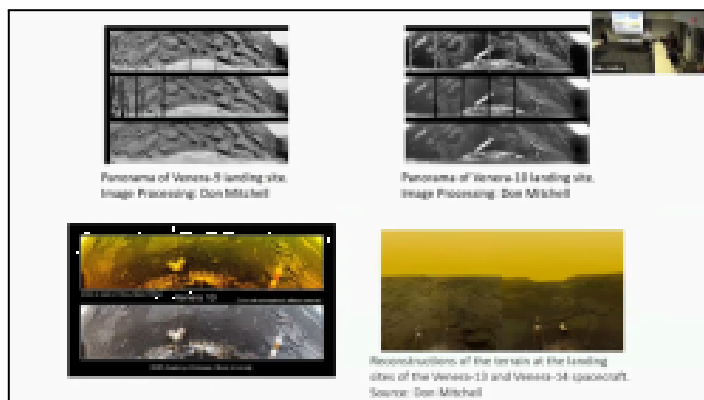 Panorama of Venera-9 landing site.
Image Processing: Don Mitchell
Panorama of Venera-10 landing site.
Image Processing: Don Mitchell
Reconstructions of the terrain at the landing
sites of the Venera-13 and Venera-14 spacecraft.
Source: Don Mitchell